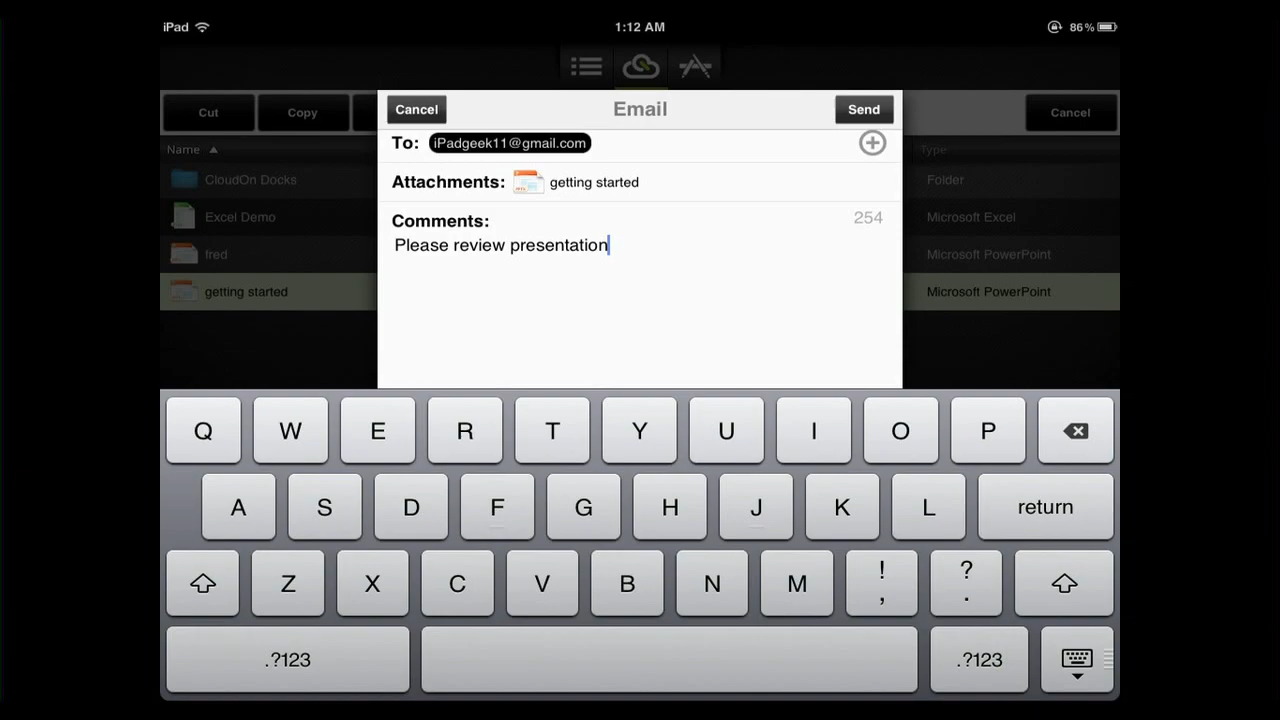 iPad 1:12 AM 86%
Cut Copy Cancel Email Send Cancel
To: iPadgeek11@gmail.com
Name Type
CloudOn Docks Attachments: getting started Folder
Excel Demo Comments: 254 Microsoft Excel
fred Please review presentation Microsoft PowerPoint
getting started Microsoft PowerPoint
Q W E R T Y U I O P
A S D F G H J K L return
Z X C V B N M ! , ? .
.?123 .?123